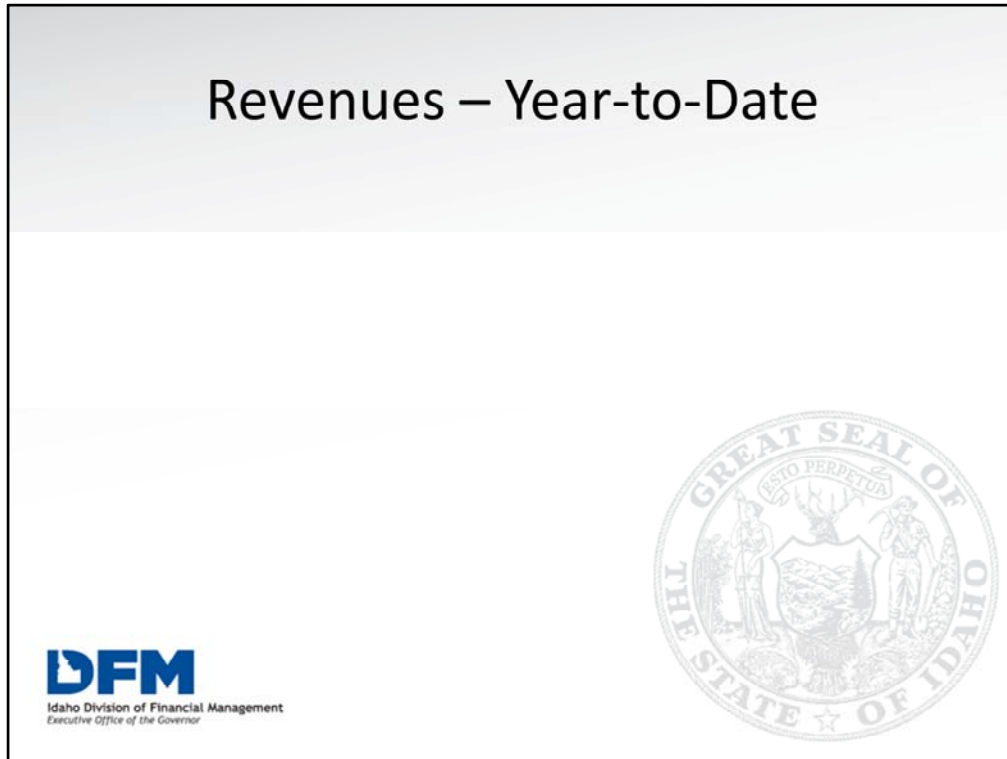 Revenues – Year-to-Date
GREAT SEAL OF
THE STATE OF IDAHO
ESTO PERPETUA
DFM
Idaho Division of Financial Management
Executive Office of the Governor